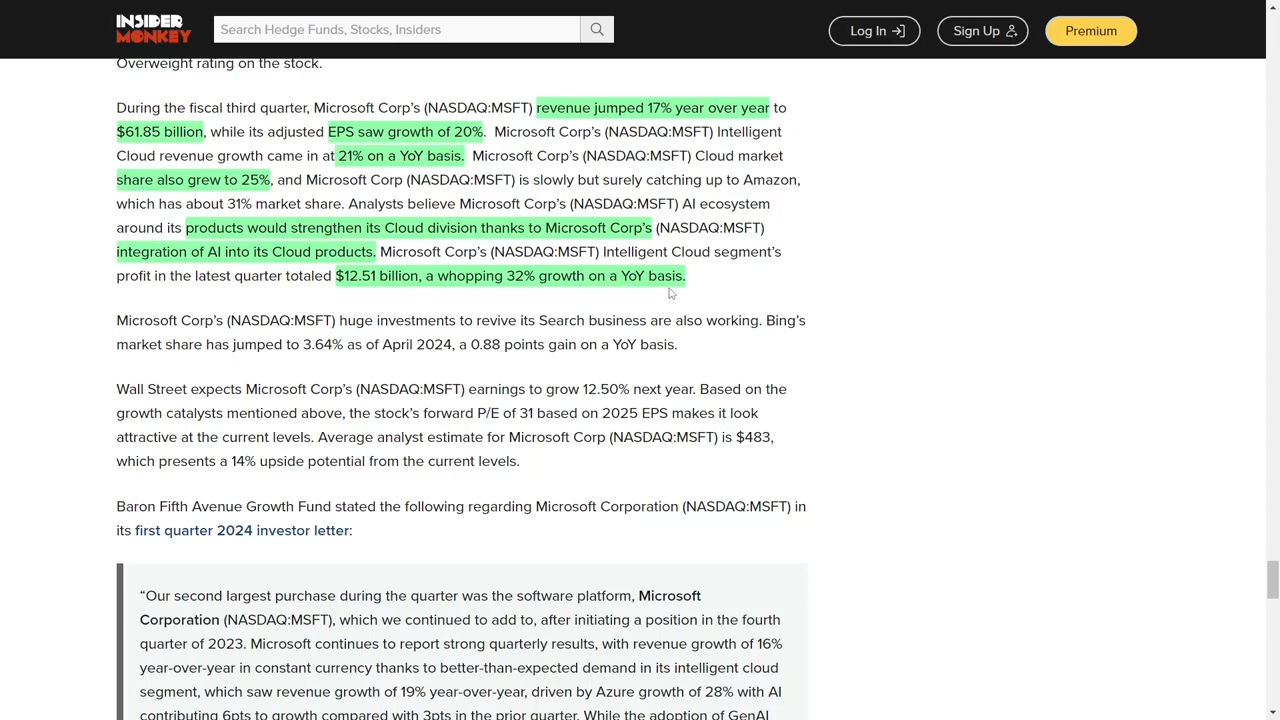 INSIDER
MONKEY
Search Hedge Funds, Stocks, Insiders
Log In
Sign Up
Premium
Overweight rating on the stock.
During the fiscal third quarter, Microsoft Corp's (NASDAQ:MSFT) revenue jumped 17% year over year to
$61.85 billion, while its adjusted EPS saw growth of 20%. Microsoft Corp's (NASDAQ:MSFT) Intelligent
Cloud revenue growth came in at 21% on a YoY basis. Microsoft Corp's (NASDAQ:MSFT) Cloud market
share also grew to 25%, and Microsoft Corp (NASDAQ:MSFT) is slowly but surely catching up to Amazon,
which has about 31% market share. Analysts believe Microsoft Corp's (NASDAQ:MSFT) AI ecosystem
around its products would strengthen its Cloud division thanks to Microsoft Corp's (NASDAQ:MSFT)
integration of AI into its Cloud products. Microsoft Corp's (NASDAQ:MSFT) Intelligent Cloud segment's
profit in the latest quarter totaled $12.51 billion, a whopping 32% growth on a YoY basis.
Microsoft Corp's (NASDAQ:MSFT) huge investments to revive its Search business are also working. Bing's
market share has jumped to 3.64% as of April 2024, a 0.88 points gain on a YoY basis.
Wall Street expects Microsoft Corp's (NASDAQ:MSFT) earnings to grow 12.50% next year. Based on the
growth catalysts mentioned above, the stock's forward P/E of 31 based on 2025 EPS makes it look
attractive at the current levels. Average analyst estimate for Microsoft Corp (NASDAQ:MSFT) is $483,
which presents a 14% upside potential from the current levels.
Baron Fifth Avenue Growth Fund stated the following regarding Microsoft Corporation (NASDAQ:MSFT) in
its first quarter 2024 investor letter:
"Our second largest purchase during the quarter was the software platform, Microsoft
Corporation (NASDAQ:MSFT), which we continued to add to, after initiating a position in the fourth
quarter of 2023. Microsoft continues to report strong quarterly results, with revenue growth of 16%
year-over-year in constant currency thanks to better-than-expected demand in its intelligent cloud
segment, which saw revenue growth of 19% year-over-year, driven by Azure growth of 28% with AI
contributing 6pts to growth compared with 3pts in the prior quarter. While the adoption of GenAI